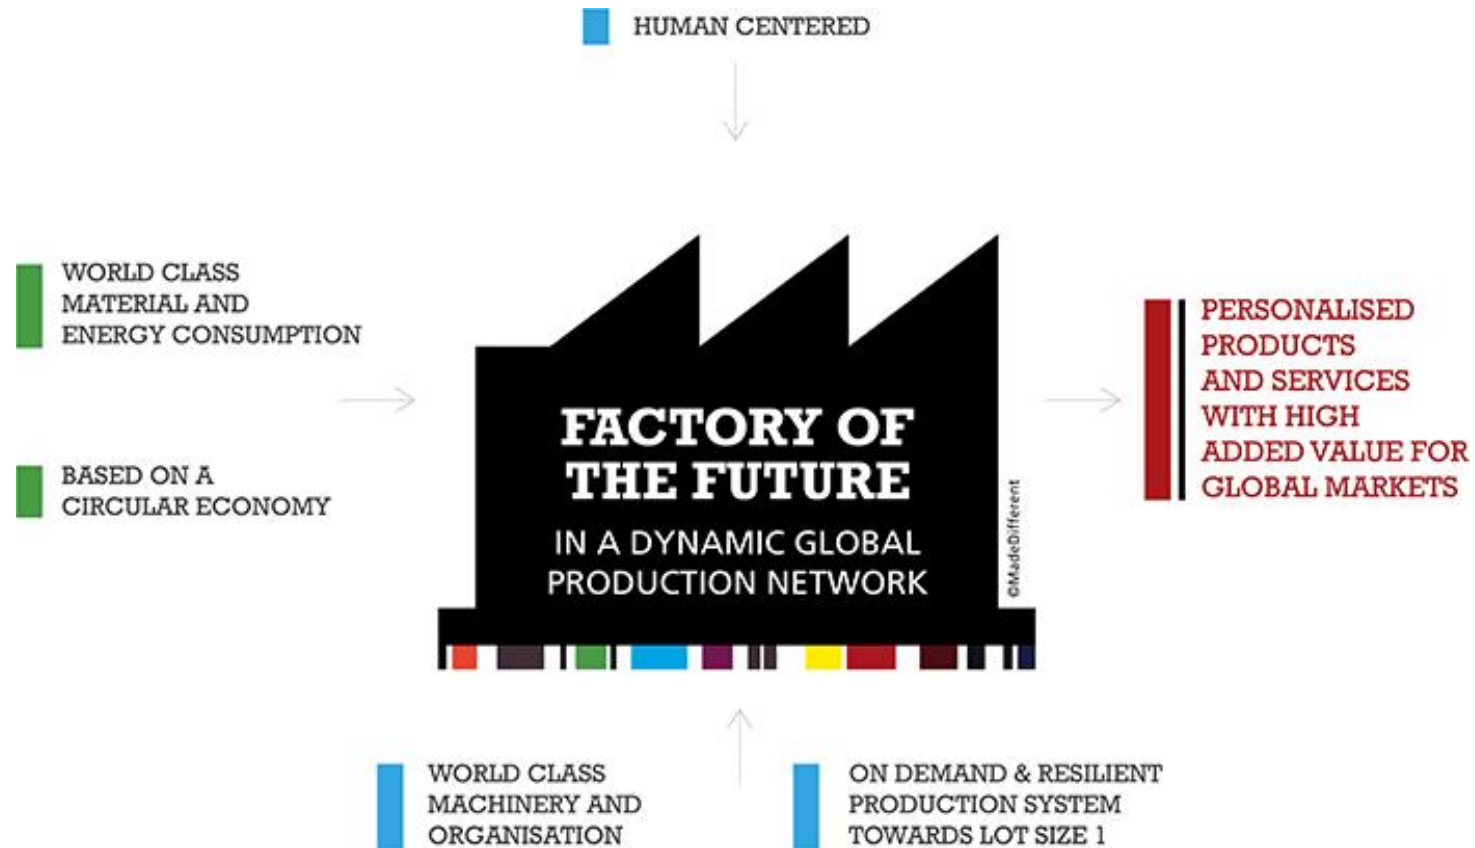 HUMAN CENTERED
WORLD CLASS
MATERIAL AND
ENERGY CONSUMPTION
BASED ON A
CIRCULAR ECONOMY
FACTORY OF
THE FUTURE
IN A DYNAMIC GLOBAL
PRODUCTION NETWORK
©MadeDifferent
PERSONALISED
PRODUCTS
AND SERVICES
WITH HIGH
ADDED VALUE FOR
GLOBAL MARKETS
WORLD CLASS
MACHINERY AND
ORGANISATION
ON DEMAND & RESILIENT
PRODUCTION SYSTEM
TOWARDS LOT SIZE 1